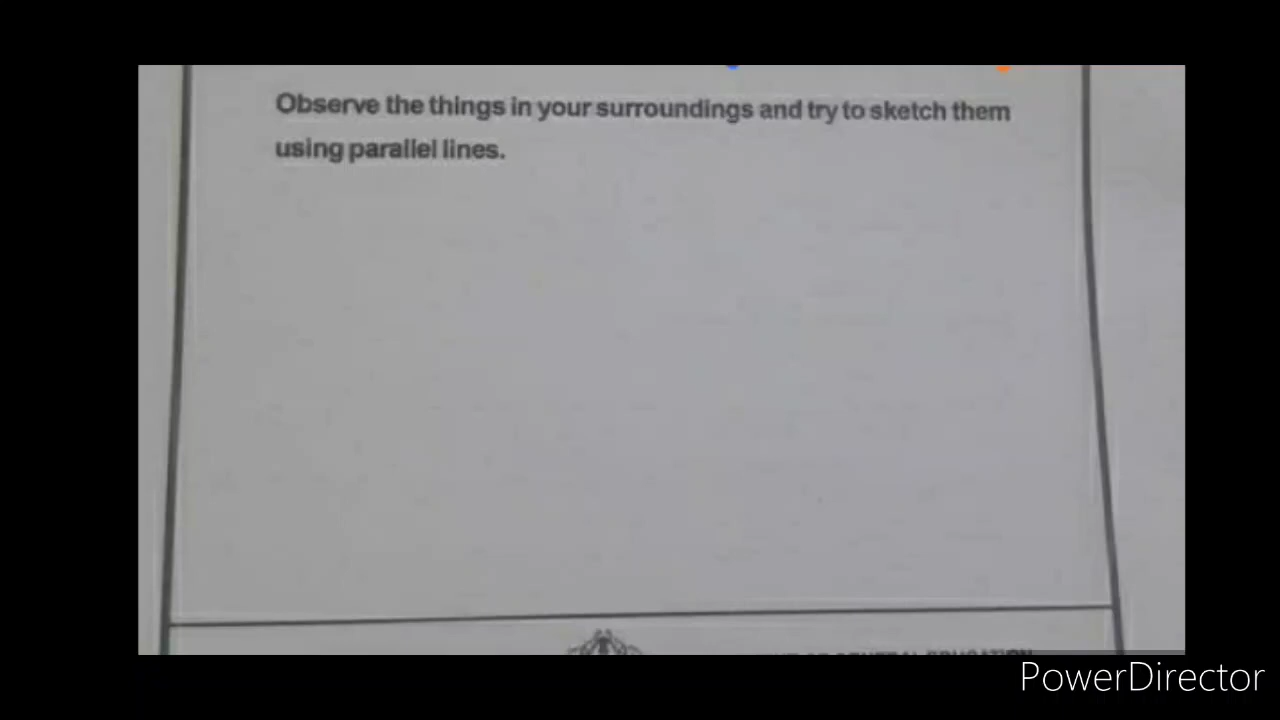 Observe the things in your surroundings and try to sketch them
using parallel lines.
PowerDirector